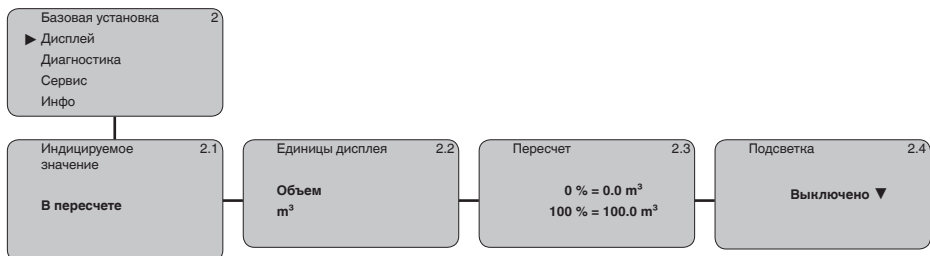 Базовая установка 2
▶ Дисплей
Диагностика
Сервис
Инфо
Индицируемое 2.1
значение
В пересчете
Единицы дисплея 2.2
Объем
m³
Пересчет 2.3
0 % = 0.0 m³
100 % = 100.0 m³
Подсветка 2.4
Выключено ▼